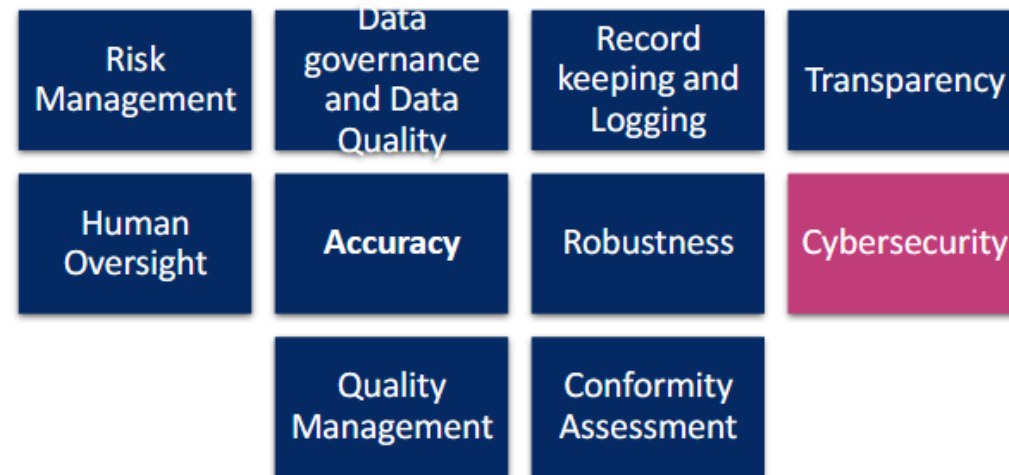 Risk
Management
Data
governance
and Data
Quality
Record
keeping and
Logging
Transparency
Human
Oversight
Accuracy
Robustness
Cybersecurity
Quality
Management
Conformity
Assessment